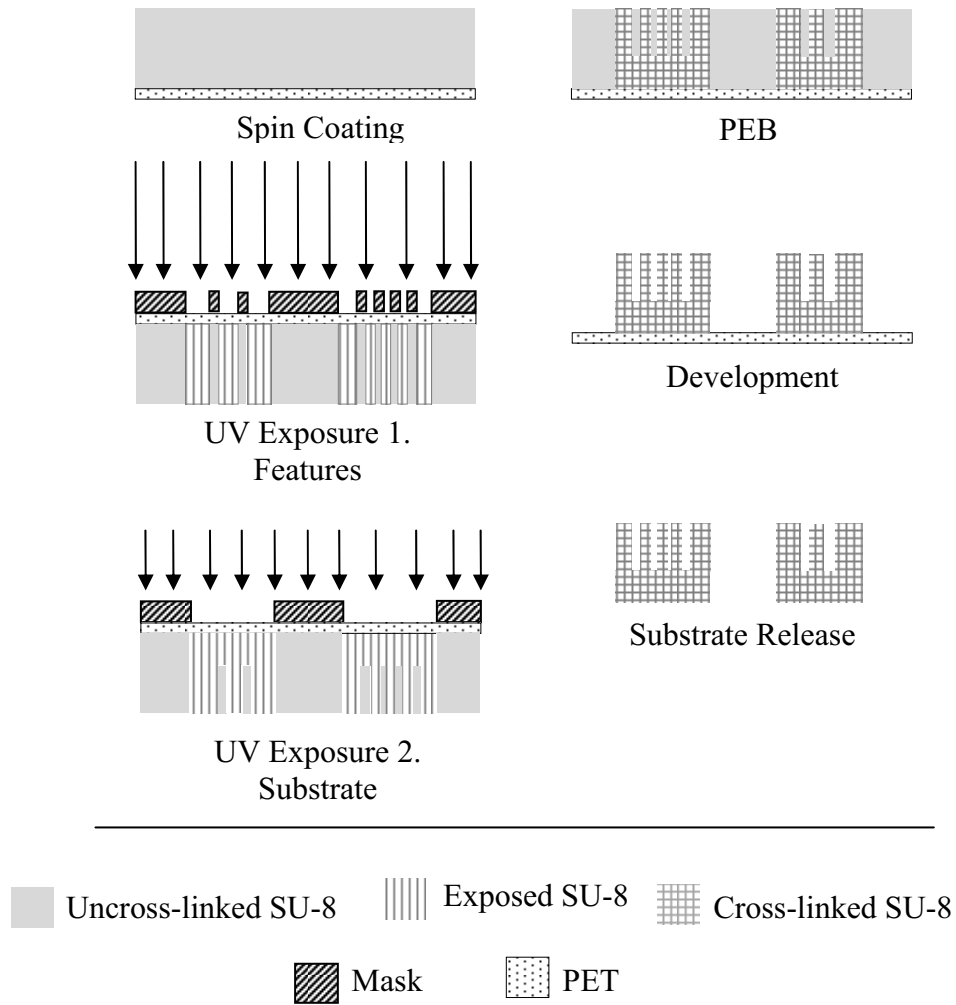 Spin Coating
PEB
UV Exposure 1.
Features
Development
UV Exposure 2.
Substrate
Substrate Release
Uncross-linked SU-8
Exposed SU-8
Cross-linked SU-8
Mask
PET